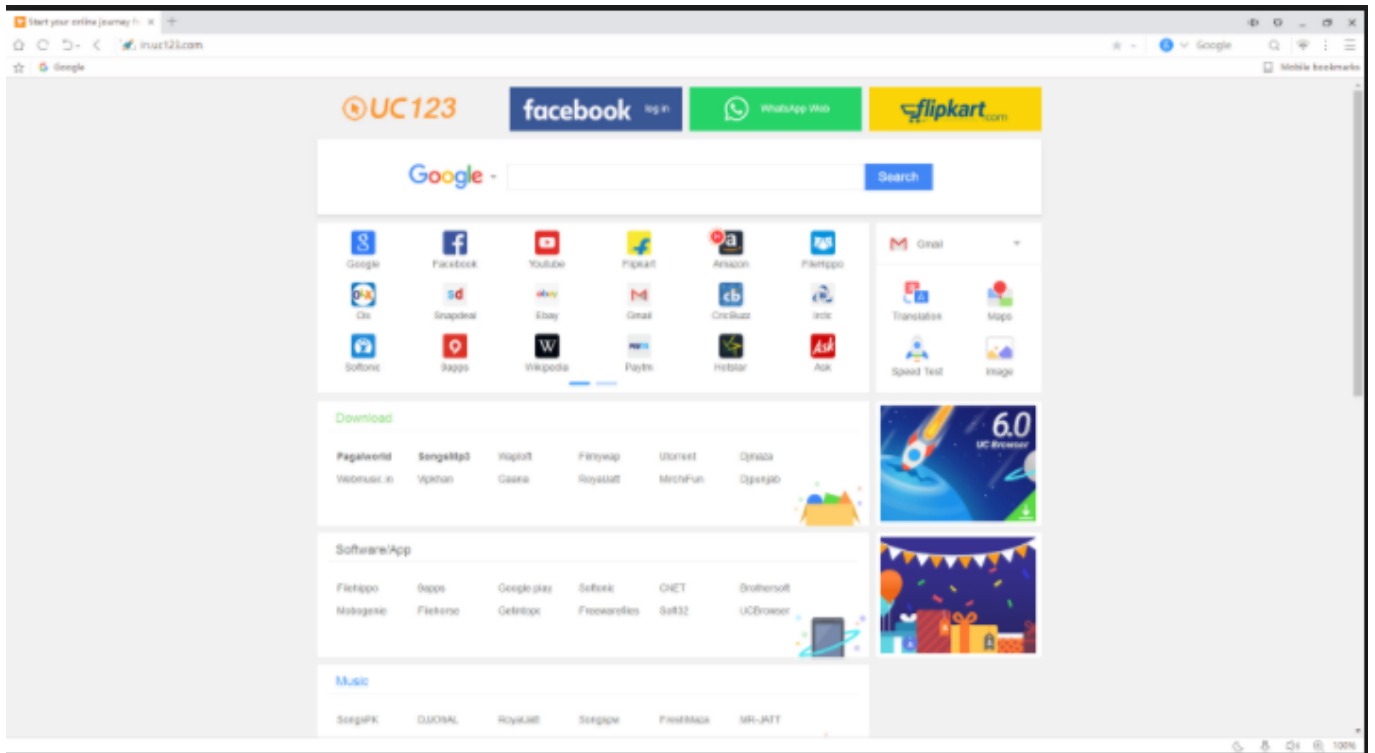 Start your online journey fr
in.uc123.com
Google
Google
Mobile bookmarks
UC123
facebook log in
WhatsApp Web
flipkart.com
Google
Search
Google Facebook Youtube Flipkart Amazon FileHippo
Olx Snapdeal Ebay Gmail CricBuzz Irctc
Softonic 9apps Wikipedia Paytm Hotstar Ask
Gmail
Translation Maps
Speed Test Image
Download
Pagalworld SongsMp3 Waploft Filmywap Utorrent Djmaza
Webmusic.in Vipkhan Gaana RoyalJatt MirchiFun Djpunjab
6.0
UC Browser
Software/App
Filehippo 9apps Google play Softonic CNET Brothersoft
Mobogenie Filehorse Getintopc Freewarefiles Soft32 UCBrowser
Music
SongsPK DJJOHAL RoyalJatt Songspw FreshMaza MR-JATT
100%